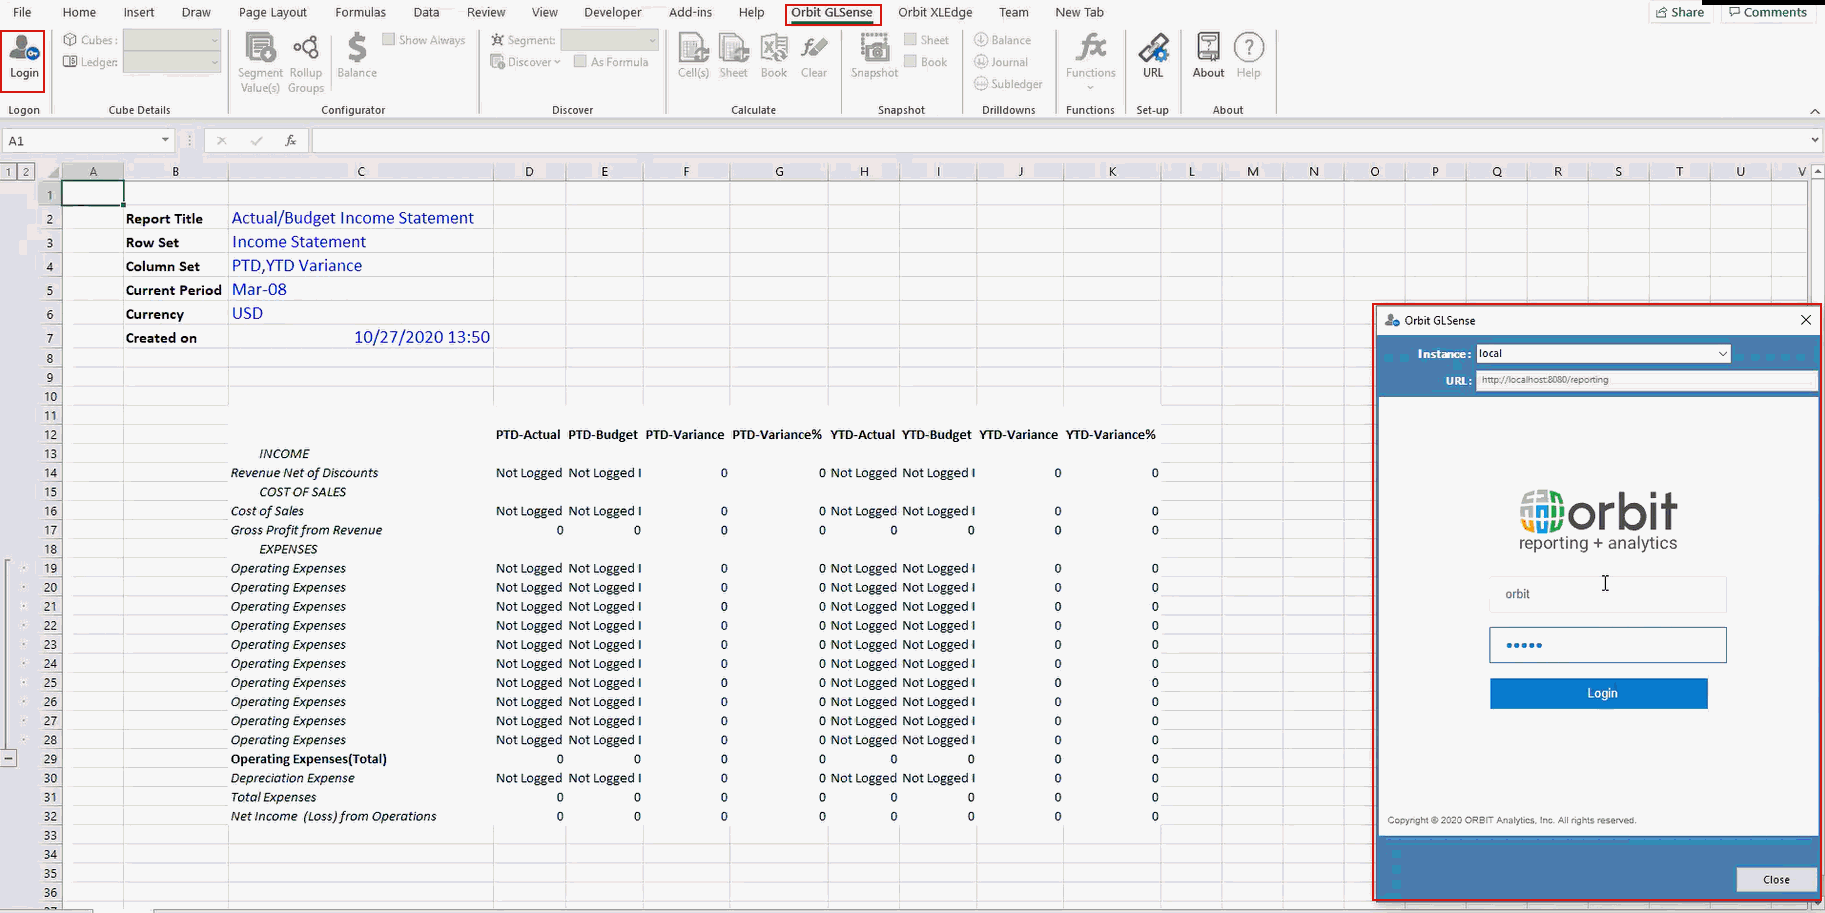 File Home Insert Draw Page Layout Formulas Data Review View Developer Add-ins Help Orbit GLSense Orbit XLEdge Team New Tab Share Comments
Cubes: Show Always Segment: Sheet Balance
Login Ledger: Segment Value(s) Rollup Groups Balance Discover As Formula Cell(s) Sheet Book Clear Snapshot Book Journal Functions URL About Help
Subledger
Logon Cube Details Configurator Discover Calculate Snapshot Drilldowns Functions Set-up About
A1 fx
1 2 A B C D E F G H I J K L M N O P Q R S T U V
1
2 Report Title Actual/Budget Income Statement
3 Row Set Income Statement
4 Column Set PTD,YTD Variance
5 Current Period Mar-08
6 Currency USD
7 Created on 10/27/2020 13:50
8
9
10
11
12 PTD-Actual PTD-Budget PTD-Variance PTD-Variance% YTD-Actual YTD-Budget YTD-Variance YTD-Variance%
13 INCOME
14 Revenue Net of Discounts Not Logged Not Logged I 0 0 Not Logged Not Logged I 0 0
15 COST OF SALES
16 Cost of Sales Not Logged Not Logged I 0 0 Not Logged Not Logged I 0 0
17 Gross Profit from Revenue 0 0 0 0 0 0 0 0
18 EXPENSES
19 Operating Expenses Not Logged Not Logged I 0 0 Not Logged Not Logged I 0 0
20 Operating Expenses Not Logged Not Logged I 0 0 Not Logged Not Logged I 0 0
21 Operating Expenses Not Logged Not Logged I 0 0 Not Logged Not Logged I 0 0
22 Operating Expenses Not Logged Not Logged I 0 0 Not Logged Not Logged I 0 0
23 Operating Expenses Not Logged Not Logged I 0 0 Not Logged Not Logged I 0 0
24 Operating Expenses Not Logged Not Logged I 0 0 Not Logged Not Logged I 0 0
25 Operating Expenses Not Logged Not Logged I 0 0 Not Logged Not Logged I 0 0
26 Operating Expenses Not Logged Not Logged I 0 0 Not Logged Not Logged I 0 0
27 Operating Expenses Not Logged Not Logged I 0 0 Not Logged Not Logged I 0 0
28 Operating Expenses Not Logged Not Logged I 0 0 Not Logged Not Logged I 0 0
29 Operating Expenses(Total) 0 0 0 0 0 0 0 0
30 Depreciation Expense Not Logged Not Logged I 0 0 Not Logged Not Logged I 0 0
31 Total Expenses 0 0 0 0 0 0 0 0
32 Net Income (Loss) from Operations 0 0 0 0 0 0 0 0
33
34
35
36
Orbit GLSense
Instance: local
URL: http://localhost:8080/reporting
orbit
reporting + analytics
orbit
•••••
Login
Copyright © 2020 ORBIT Analytics, Inc. All rights reserved.
Close